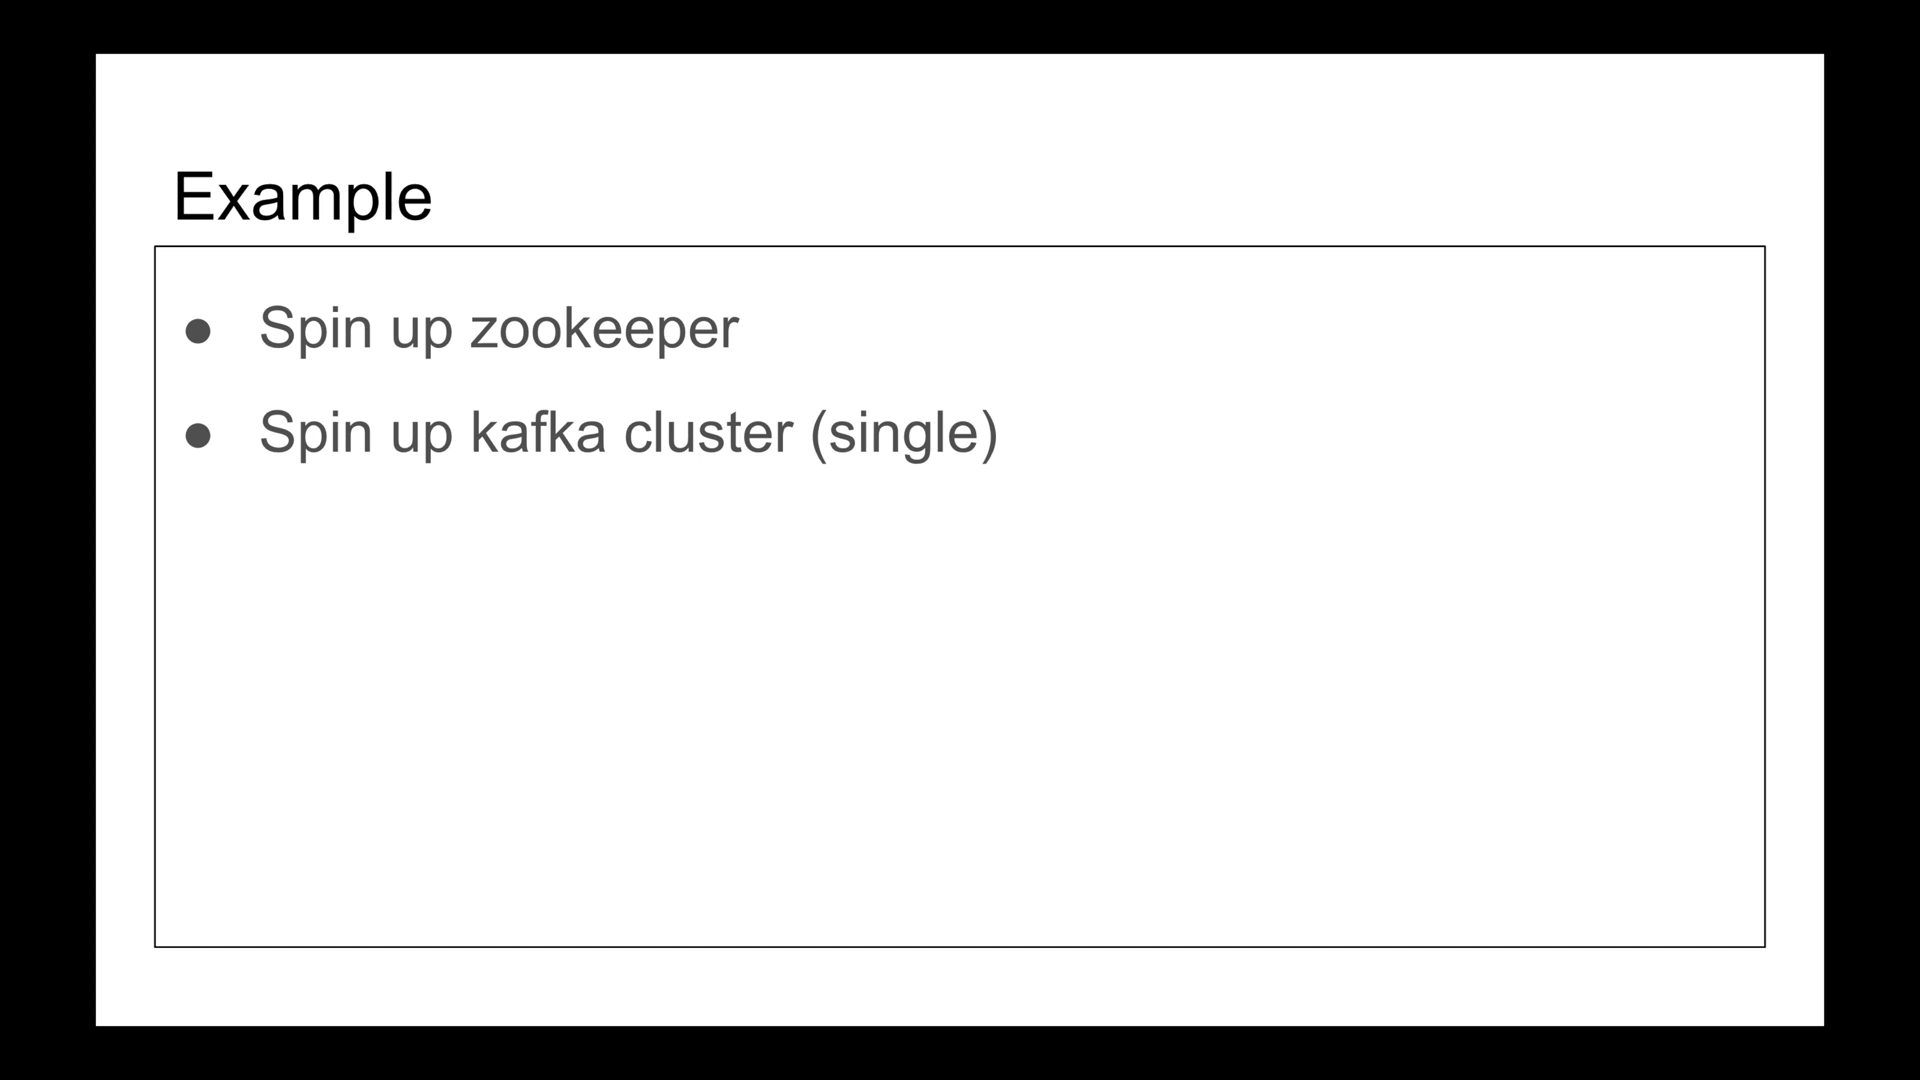 Example
● Spin up zookeeper
● Spin up kafka cluster (single)